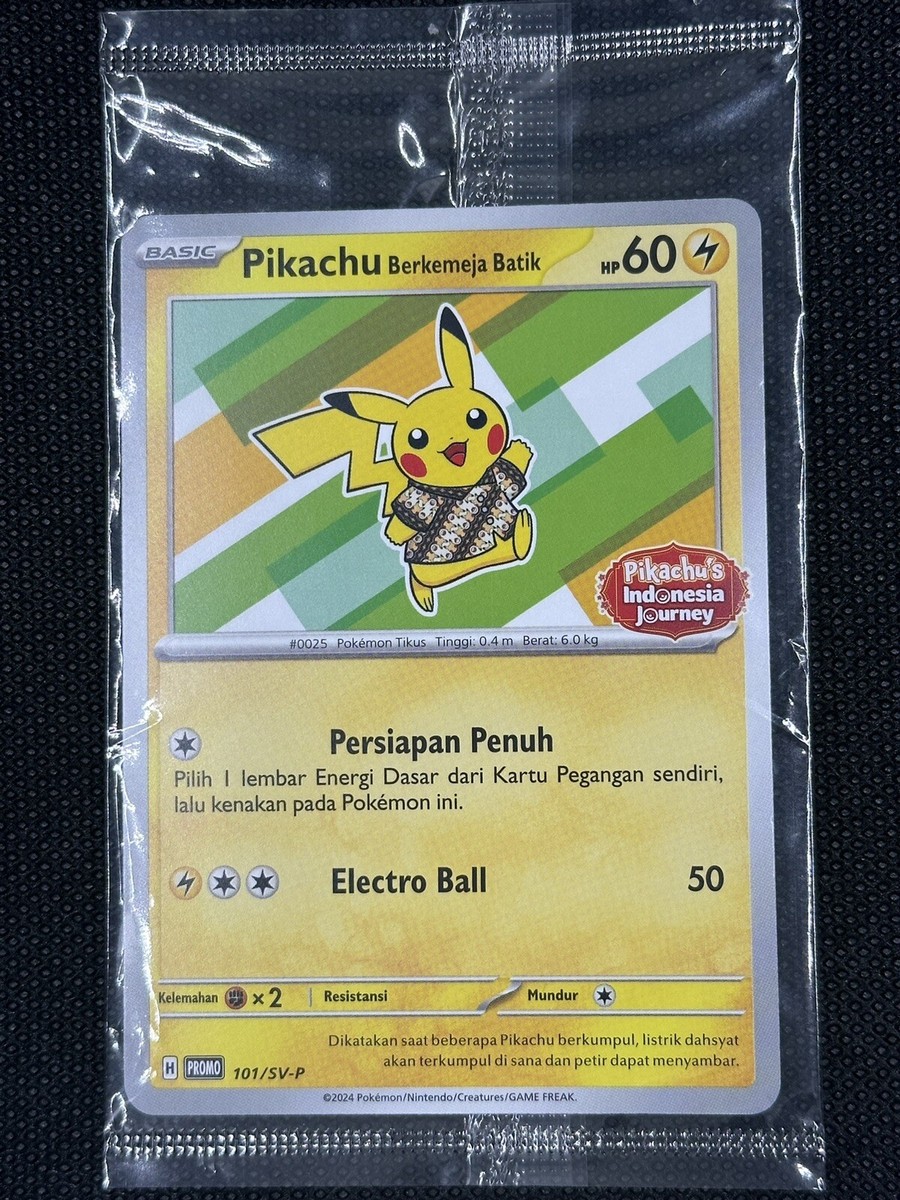 BASIC
Pikachu Berkemeja Batik
HP 60
Pikachu's
Indonesia
Journey
#0025 Pokémon Tikus Tinggi: 0.4 m Berat: 6.0 kg
Persiapan Penuh
Pilih 1 lembar Energi Dasar dari Kartu Pegangan sendiri,
lalu kenakan pada Pokémon ini.
Electro Ball 50
Kelemahan ×2 Resistansi Mundur
Dikatakan saat beberapa Pikachu berkumpul, listrik dahsyat
akan terkumpul di sana dan petir dapat menyambar.
H PROMO 101/SV-P
©2024 Pokémon/Nintendo/Creatures/GAME FREAK.